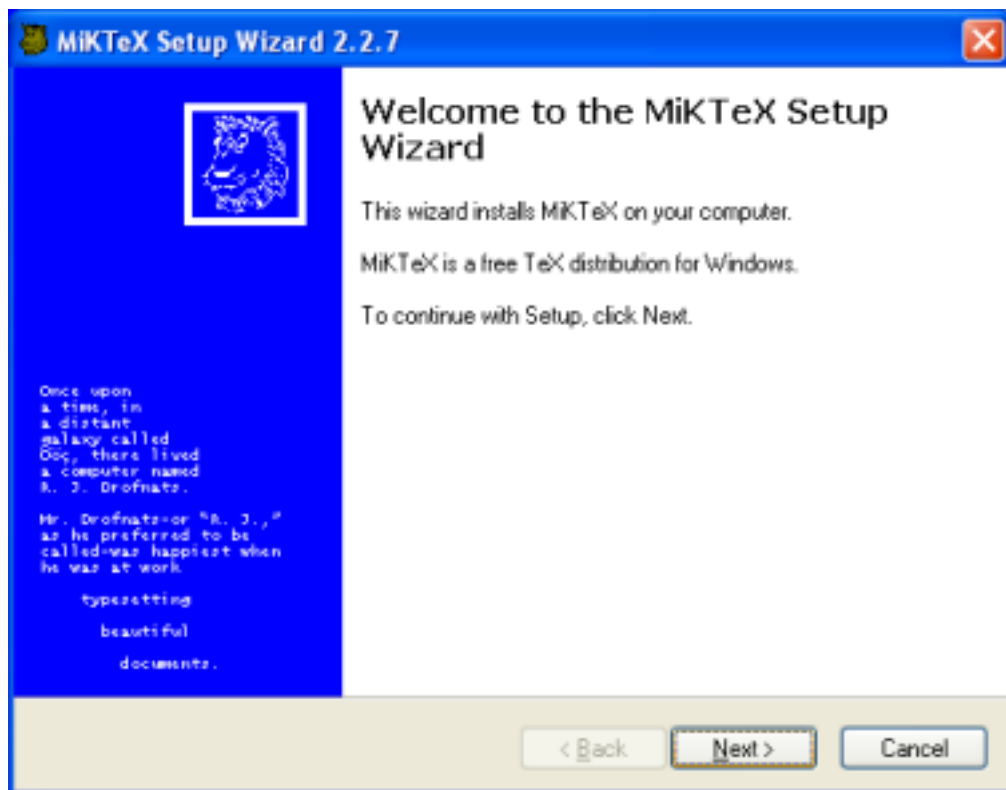 MiKTeX Setup Wizard 2.2.7
Welcome to the MiKTeX Setup
Wizard
This wizard installs MiKTeX on your computer.
MiKTeX is a free TeX distribution for Windows.
To continue with Setup, click Next.
Once upon
a time, in
a distant
galaxy called
Ööç, there lived
a computer named
R. J. Drofnats.
Mr. Drofnats-or "R. J.,"
as he preferred to be
called-was happiest when
he was at work
typesetting
beautiful
documents.
< Back
Next >
Cancel